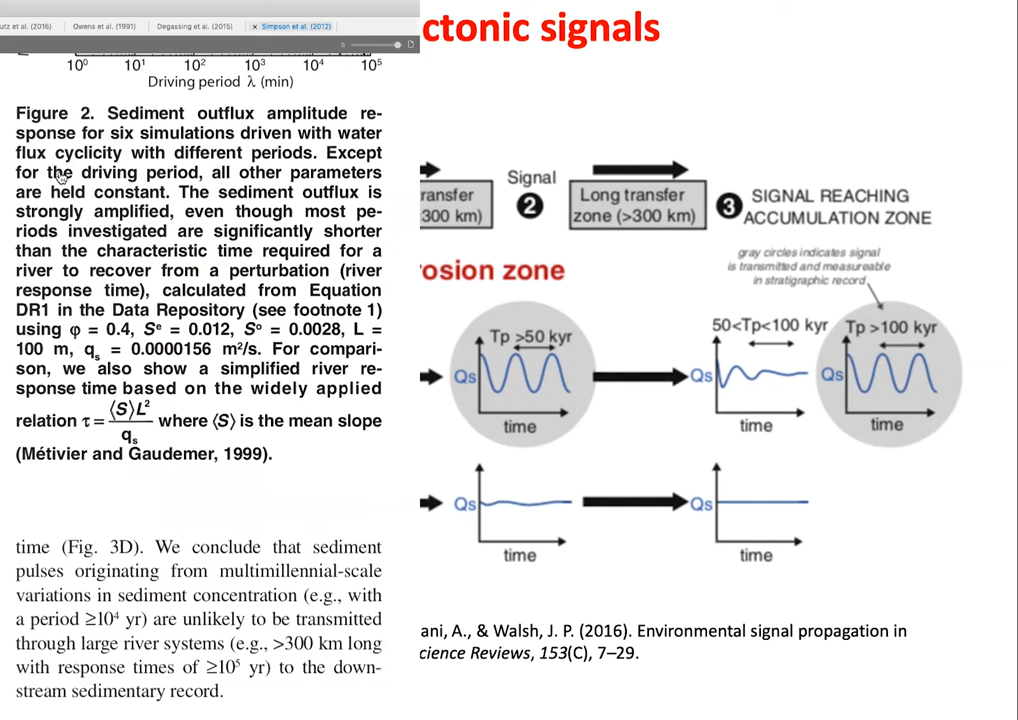 utz et al. (2016) Owens et al. (1991) Degassing et al. (2015) × Simpson et al. (2012)
10⁰ 10¹ 10² 10³ 10⁴ 10⁵
Driving period λ (min)
Figure 2. Sediment outflux amplitude re-
sponse for six simulations driven with water
flux cyclicity with different periods. Except
for the driving period, all other parameters
are held constant. The sediment outflux is
strongly amplified, even though most pe-
riods investigated are significantly shorter
than the characteristic time required for a
river to recover from a perturbation (river
response time), calculated from Equation
DR1 in the Data Repository (see footnote 1)
using φ = 0.4, Sᵉ = 0.012, Sᵒ = 0.0028, L =
100 m, qₛ = 0.0000156 m²/s. For compari-
son, we also show a simplified river re-
sponse time based on the widely applied
relation τ = ⟨S⟩L²/qₛ where ⟨S⟩ is the mean slope
(Métivier and Gaudemer, 1999).
time (Fig. 3D). We conclude that sediment
pulses originating from multimillennial-scale
variations in sediment concentration (e.g., with
a period ≥10⁴ yr) are unlikely to be transmitted
through large river systems (e.g., >300 km long
with response times of ≥10⁵ yr) to the down-
stream sedimentary record.
ctonic signals
ransfer
300 km)
Signal
2
Long transfer
zone (>300 km)
3
SIGNAL REACHING
ACCUMULATION ZONE
gray circles indicates signal
is transmitted and measureable
in stratigraphic record
rosion zone
Tp >50 kyr
Qs
time
50<Tp<100 kyr
Qs
time
Tp >100 kyr
Qs
time
Qs
time
Qs
time
ani, A., & Walsh, J. P. (2016). Environmental signal propagation in
cience Reviews, 153(C), 7–29.